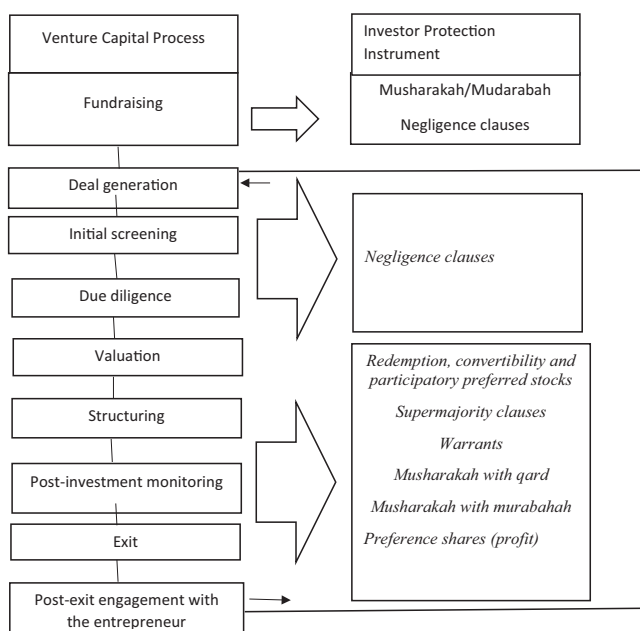 Venture Capital Process
Investor Protection
Instrument
Fundraising
Musharakah/Mudarabah
Negligence clauses
Deal generation
Initial screening
Due diligence
Negligence clauses
Valuation
Structuring
Post-investment monitoring
Exit
Post-exit engagement with
the entrepreneur
Redemption, convertibility and
participatory preferred stocks
Supermajority clauses
Warrants
Musharakah with qard
Musharakah with murabahah
Preference shares (profit)